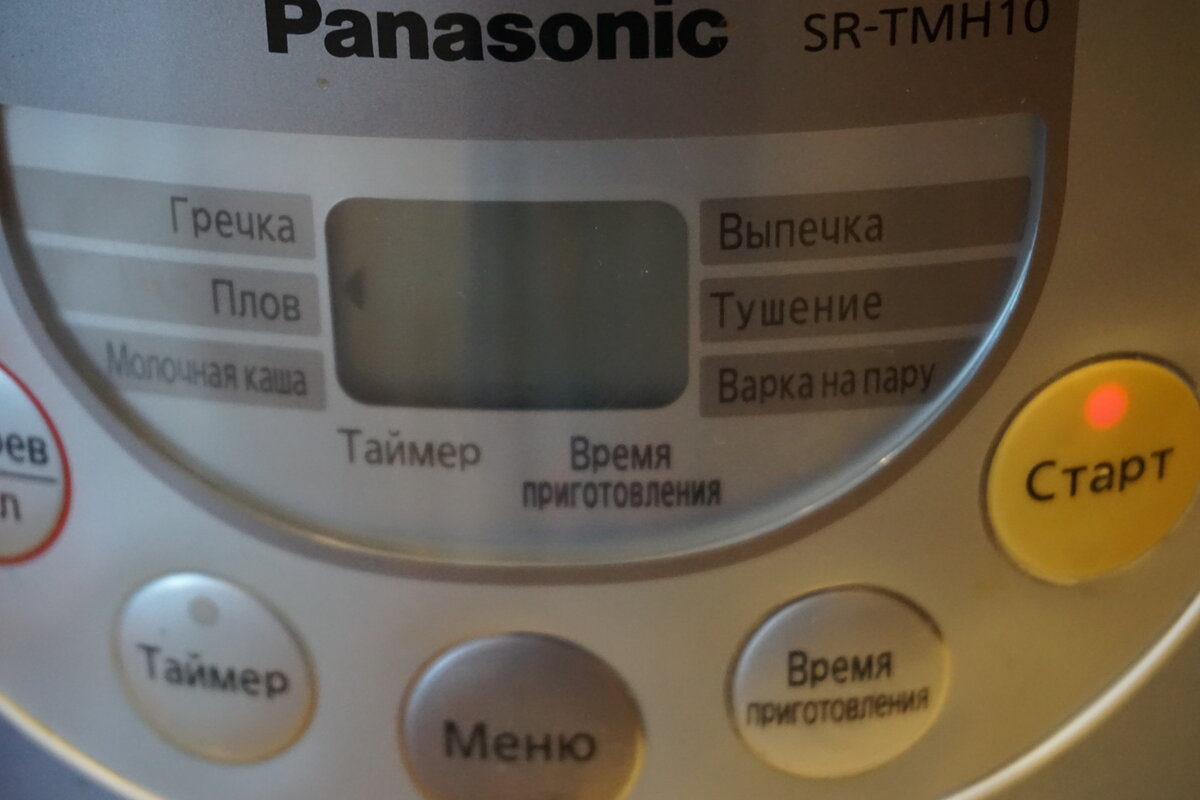 Panasonic SR-TMH10
Гречка
Плов
Молочная каша
Выпечка
Тушение
Варка на пару
Таймер
Время
приготовления
Старт
Таймер
Меню
Время
приготовления